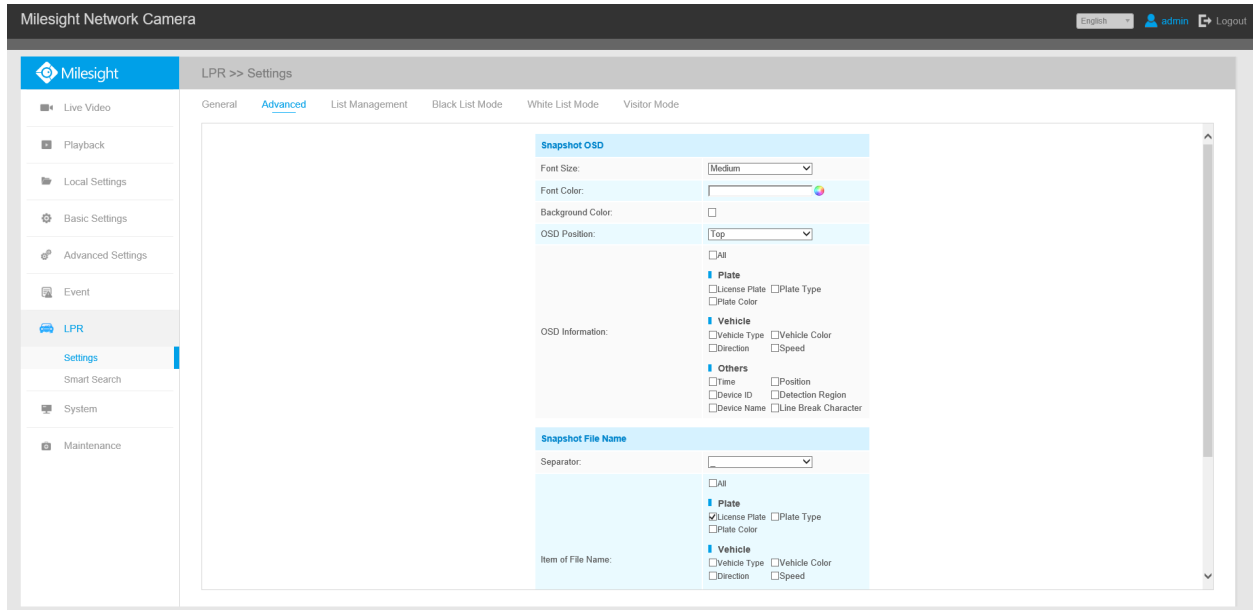 Milesight Network Camera
English
admin
Logout
Milesight
LPR >> Settings
Live Video
Playback
Local Settings
Basic Settings
Advanced Settings
Event
LPR
Settings
Smart Search
System
Maintenance
General Advanced List Management Black List Mode White List Mode Visitor Mode
Snapshot OSD
Font Size: Medium
Font Color:
Background Color:
OSD Position: Top
OSD Information:
All
Plate
License Plate Plate Type
Plate Color
Vehicle
Vehicle Type Vehicle Color
Direction Speed
Others
Time Position
Device ID Detection Region
Device Name Line Break Character
Snapshot File Name
Separator: _
Item of File Name:
All
Plate
License Plate Plate Type
Plate Color
Vehicle
Vehicle Type Vehicle Color
Direction Speed